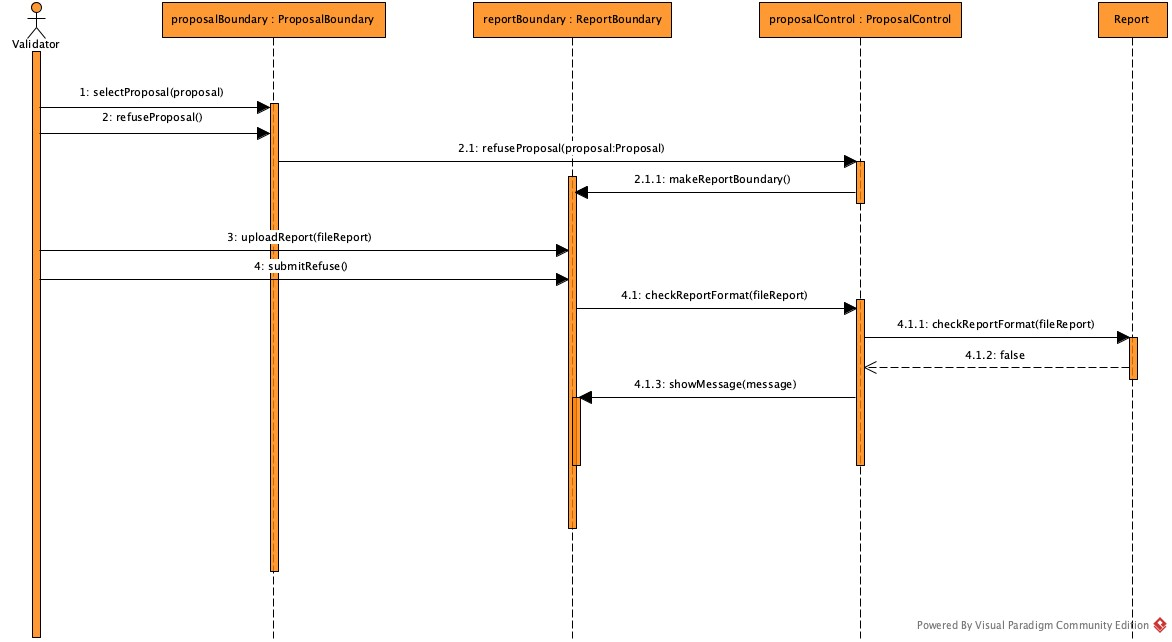 proposalBoundary : ProposalBoundary
reportBoundary : ReportBoundary
proposalControl : ProposalControl
Report
Validator
1: selectProposal(proposal)
2: refuseProposal()
2.1: refuseProposal(proposal:Proposal)
2.1.1: makeReportBoundary()
3: uploadReport(fileReport)
4: submitRefuse()
4.1: checkReportFormat(fileReport)
4.1.1: checkReportFormat(fileReport)
4.1.2: false
4.1.3: showMessage(message)
Powered By Visual Paradigm Community Edition